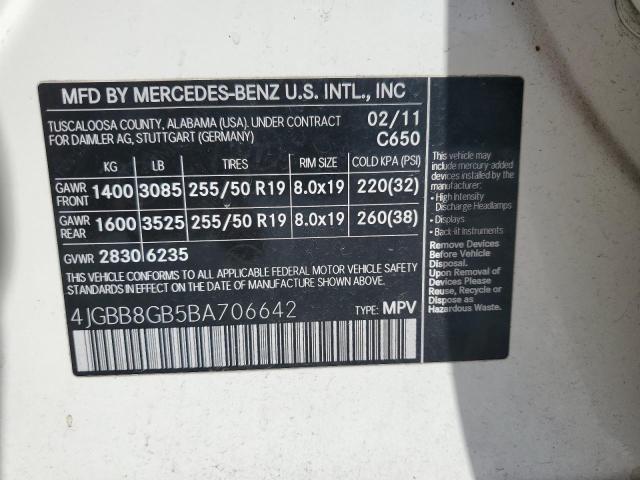 MFD BY MERCEDES-BENZ U.S. INTL., INC
TUSCALOOSA COUNTY, ALABAMA (USA). UNDER CONTRACT 02/11
FOR DAIMLER AG, STUTTGART (GERMANY) C650
KG LB TIRES RIM SIZE COLD KPA (PSI)
GAWR FRONT 1400 3085 255/50 R19 8.0x19 220(32)
GAWR REAR 1600 3525 255/50 R19 8.0x19 260(38)
GVWR 2830 6235
THIS VEHICLE CONFORMS TO ALL APPLICABLE FEDERAL MOTOR VEHICLE SAFETY
STANDARDS IN EFFECT ON THE DATE OF MANUFACTURE SHOWN ABOVE.
4JGBB8GB5BA706642 TYPE: MPV
This vehicle may
include mercury-added
devices installed by the
manufacturer:
• High-Intensity
Discharge Headlamps
• Displays
• Back-lit Instruments
Remove Devices
Before Vehicle
Disposal.
Upon Removal of
Devices Please
Reuse, Recycle or
Dispose as
Hazardous Waste.